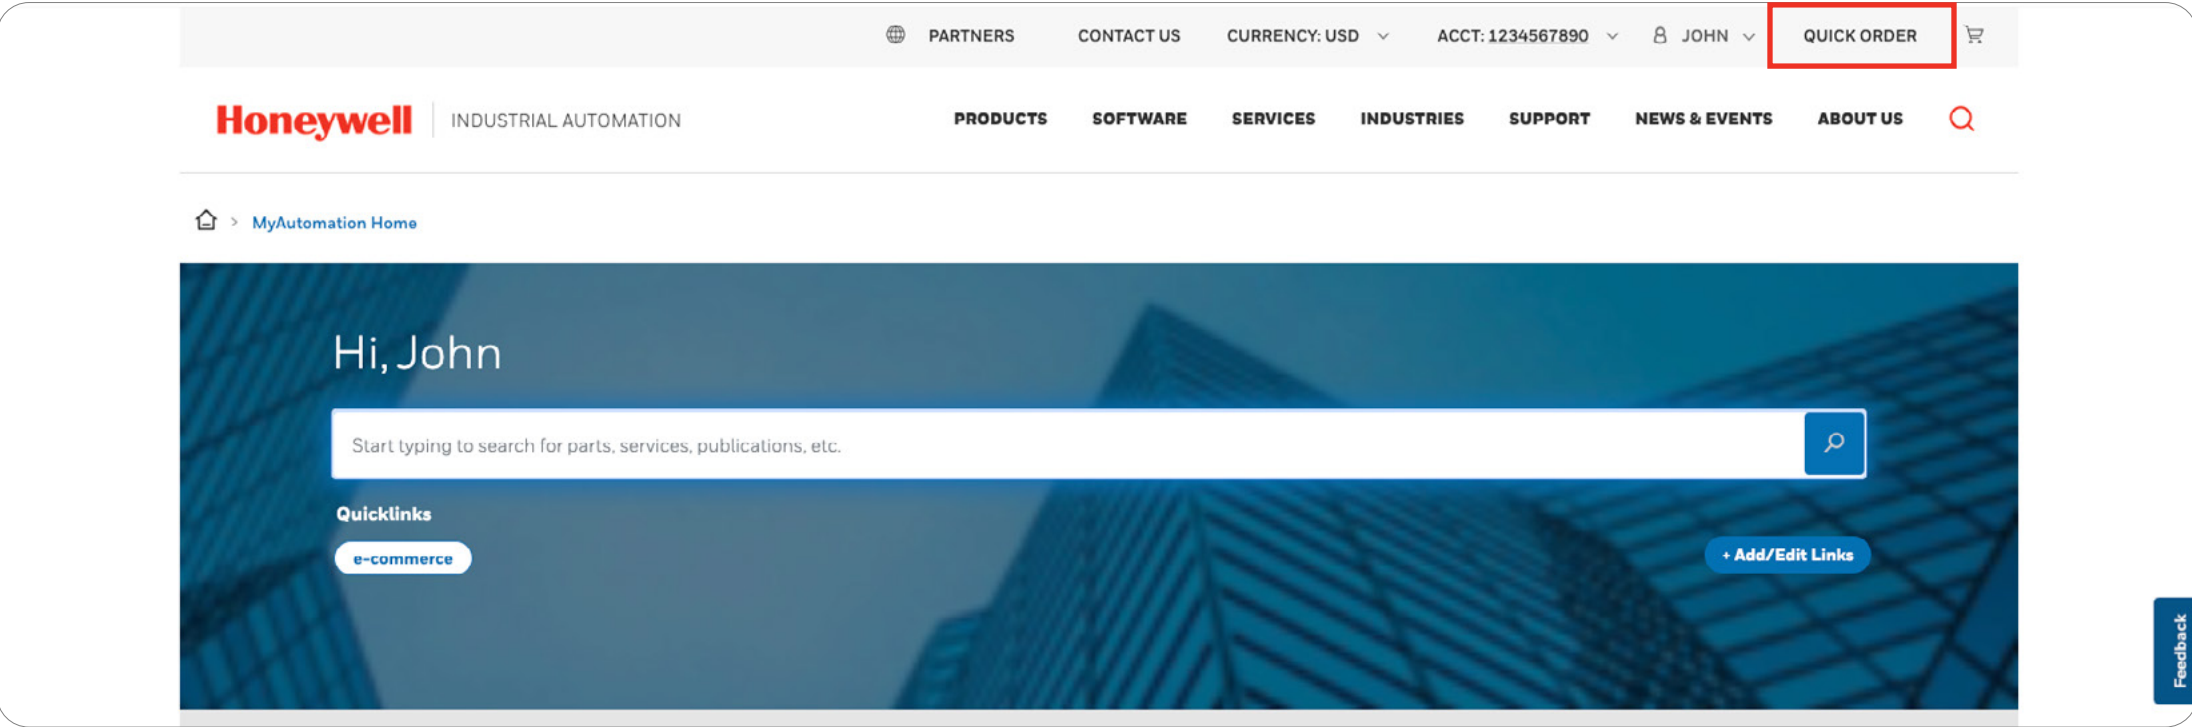 PARTNERS CONTACT US CURRENCY: USD ACCT: 1234567890 JOHN QUICK ORDER
Honeywell INDUSTRIAL AUTOMATION PRODUCTS SOFTWARE SERVICES INDUSTRIES SUPPORT NEWS & EVENTS ABOUT US
> MyAutomation Home
Hi, John
Start typing to search for parts, services, publications, etc.
Quicklinks
e-commerce + Add/Edit Links
Feedback